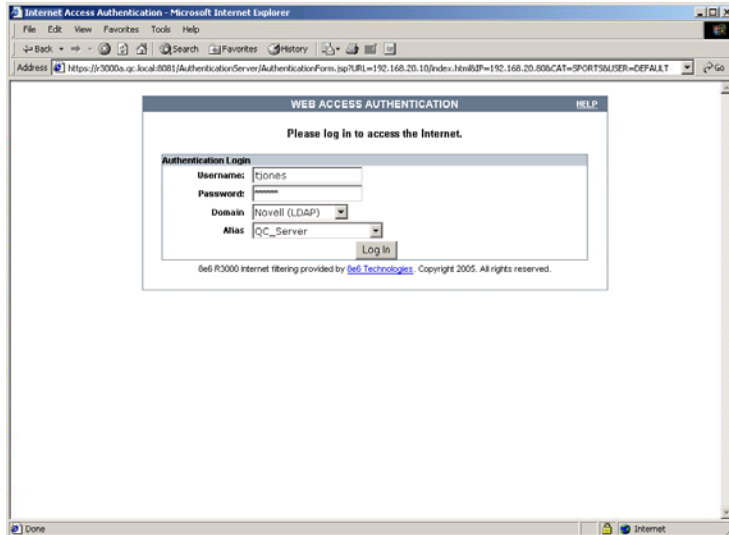 Internet Access Authentication - Microsoft Internet Explorer
File Edit View Favorites Tools Help
Back Search Favorites History
Address https://r3000a.qc.local:8081/AuthenticationServer/AuthenticationForm.jsp?URL=192.168.20.10/index.html&IP=192.168.20.80&CAT=SPORTS&USER=DEFAULT Go
WEB ACCESS AUTHENTICATION HELP
Please log in to access the Internet.
Authentication Login
Username: tjones
Password: ******
Domain Novell (LDAP)
Alias QC_Server
Log In
8e6 R3000 Internet filtering provided by 8e6 Technologies. Copyright 2005. All rights reserved.
Done Internet